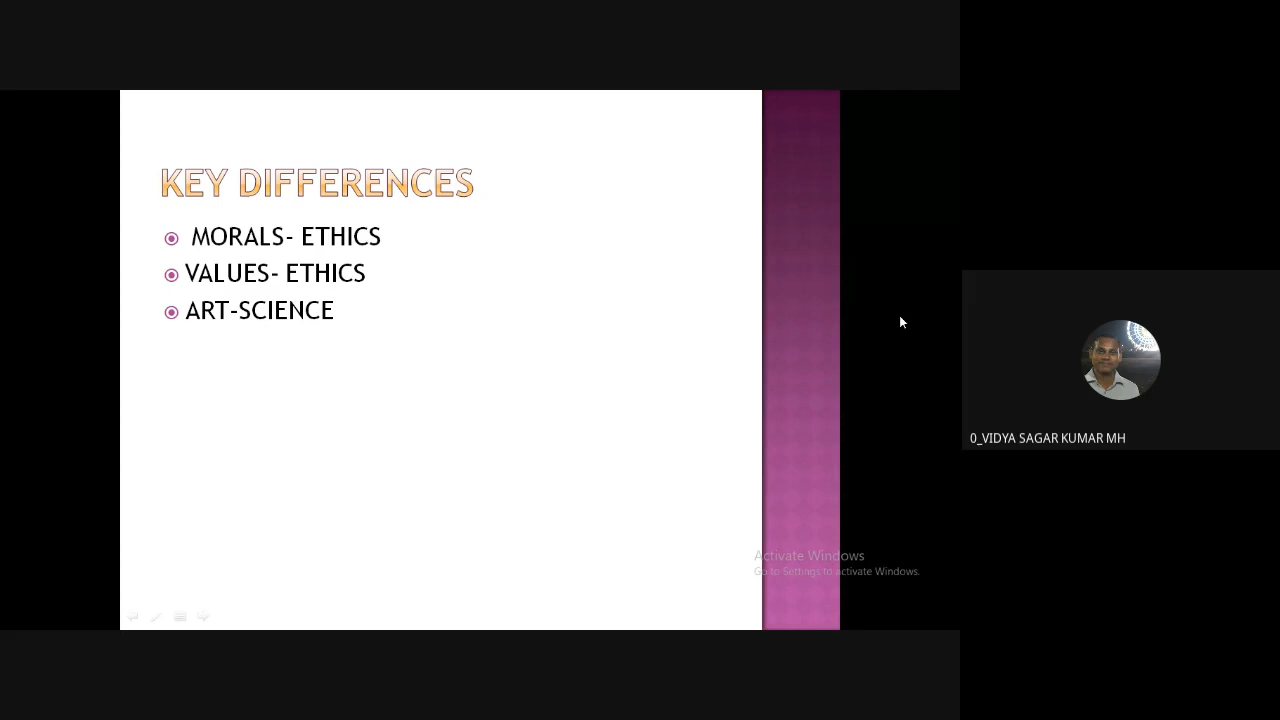 KEY DIFFERENCES
MORALS- ETHICS
VALUES- ETHICS
ART-SCIENCE
0_VIDYA SAGAR KUMAR MH
Activate Windows
Go to Settings to activate Windows.